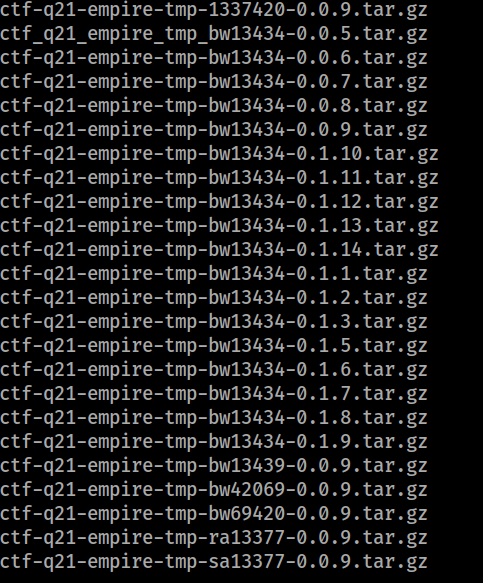 ctf-q21-empire-tmp-1337420-0.0.9.tar.gz
ctf_q21_empire_tmp_bw13434-0.0.5.tar.gz
ctf-q21-empire-tmp-bw13434-0.0.6.tar.gz
ctf-q21-empire-tmp-bw13434-0.0.7.tar.gz
ctf-q21-empire-tmp-bw13434-0.0.8.tar.gz
ctf-q21-empire-tmp-bw13434-0.0.9.tar.gz
ctf-q21-empire-tmp-bw13434-0.1.10.tar.gz
ctf-q21-empire-tmp-bw13434-0.1.11.tar.gz
ctf-q21-empire-tmp-bw13434-0.1.12.tar.gz
ctf-q21-empire-tmp-bw13434-0.1.13.tar.gz
ctf-q21-empire-tmp-bw13434-0.1.14.tar.gz
ctf-q21-empire-tmp-bw13434-0.1.1.tar.gz
ctf-q21-empire-tmp-bw13434-0.1.2.tar.gz
ctf-q21-empire-tmp-bw13434-0.1.3.tar.gz
ctf-q21-empire-tmp-bw13434-0.1.5.tar.gz
ctf-q21-empire-tmp-bw13434-0.1.6.tar.gz
ctf-q21-empire-tmp-bw13434-0.1.7.tar.gz
ctf-q21-empire-tmp-bw13434-0.1.8.tar.gz
ctf-q21-empire-tmp-bw13434-0.1.9.tar.gz
ctf-q21-empire-tmp-bw13439-0.0.9.tar.gz
ctf-q21-empire-tmp-bw42069-0.0.9.tar.gz
ctf-q21-empire-tmp-bw69420-0.0.9.tar.gz
ctf-q21-empire-tmp-ra13377-0.0.9.tar.gz
ctf-q21-empire-tmp-sa13377-0.0.9.tar.gz